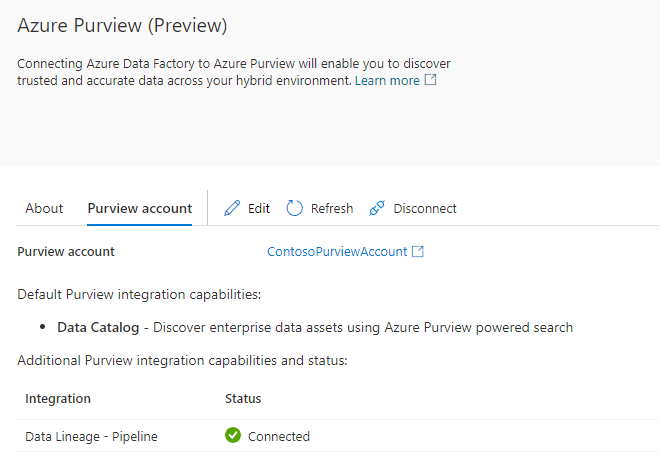 Azure Purview (Preview)
Connecting Azure Data Factory to Azure Purview will enable you to discover
trusted and accurate data across your hybrid environment. Learn more
About Purview account Edit Refresh Disconnect
Purview account ContosoPurviewAccount
Default Purview integration capabilities:
• Data Catalog - Discover enterprise data assets using Azure Purview powered search
Additional Purview integration capabilities and status:
Integration Status
Data Lineage - Pipeline Connected